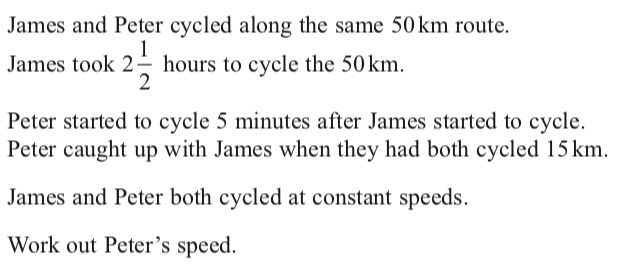 James and Peter cycled along the same 50 km route.
James took 2 1/2 hours to cycle the 50 km.
Peter started to cycle 5 minutes after James started to cycle.
Peter caught up with James when they had both cycled 15 km.
James and Peter both cycled at constant speeds.
Work out Peter's speed.